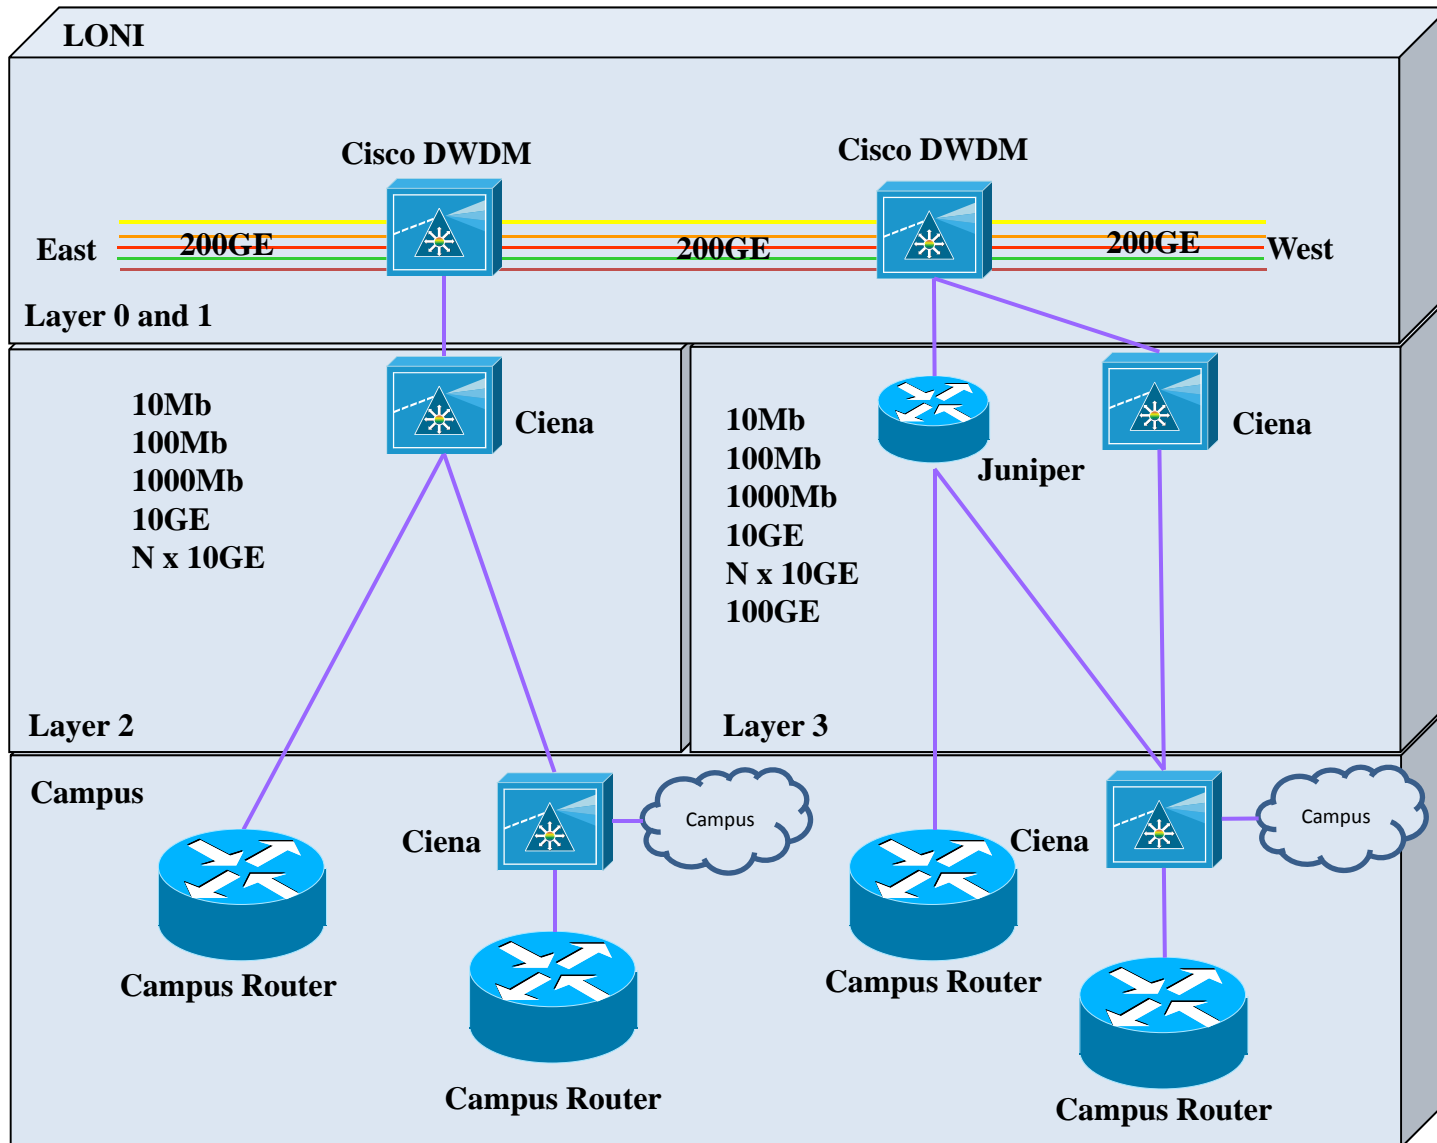 LONI
Cisco DWDM
Cisco DWDM
East
200GE
200GE
200GE
West
Layer 0 and 1
10Mb
100Mb
1000Mb
10GE
N x 10GE
Ciena
Layer 2
10Mb
100Mb
1000Mb
10GE
N x 10GE
100GE
Juniper
Ciena
Layer 3
Campus
Ciena
Campus
Campus Router
Campus Router
Ciena
Campus
Campus Router
Campus Router